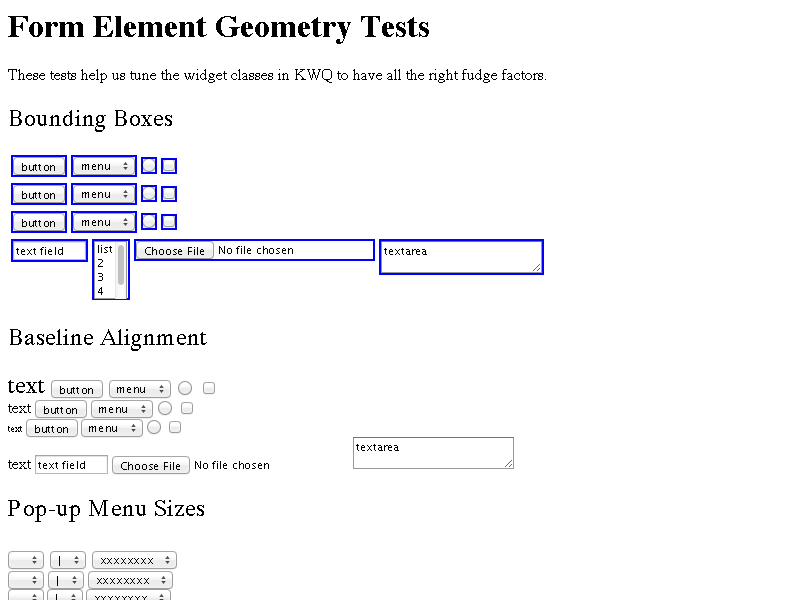 Form Element Geometry Tests
These tests help us tune the widget classes in KWQ to have all the right fudge factors.
Bounding Boxes
button menu
button menu
button menu
text field list Choose File No file chosen textarea
2
3
4
Baseline Alignment
text button menu
text button menu
text button menu
textarea
text text field Choose File No file chosen
Pop-up Menu Sizes
| xxxxxxxx
| xxxxxxxx
| xxxxxxxx